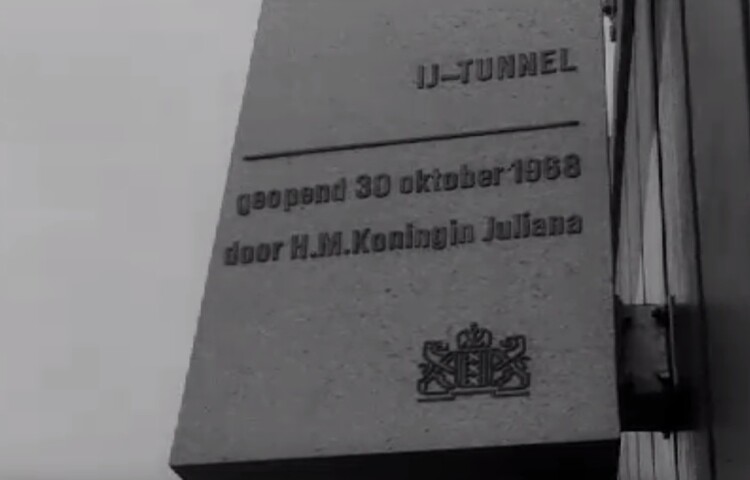 IJ-TUNNEL
geopend 30 oktober 1968
door H.M.Koningin Juliana